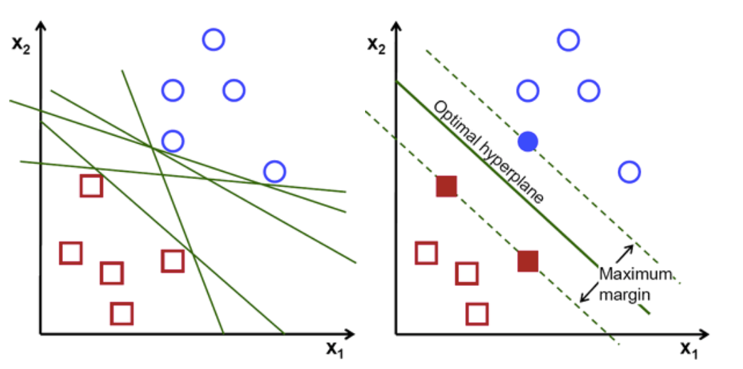 x2
x1
x2
Optimal hyperplane
Maximum
margin
x1